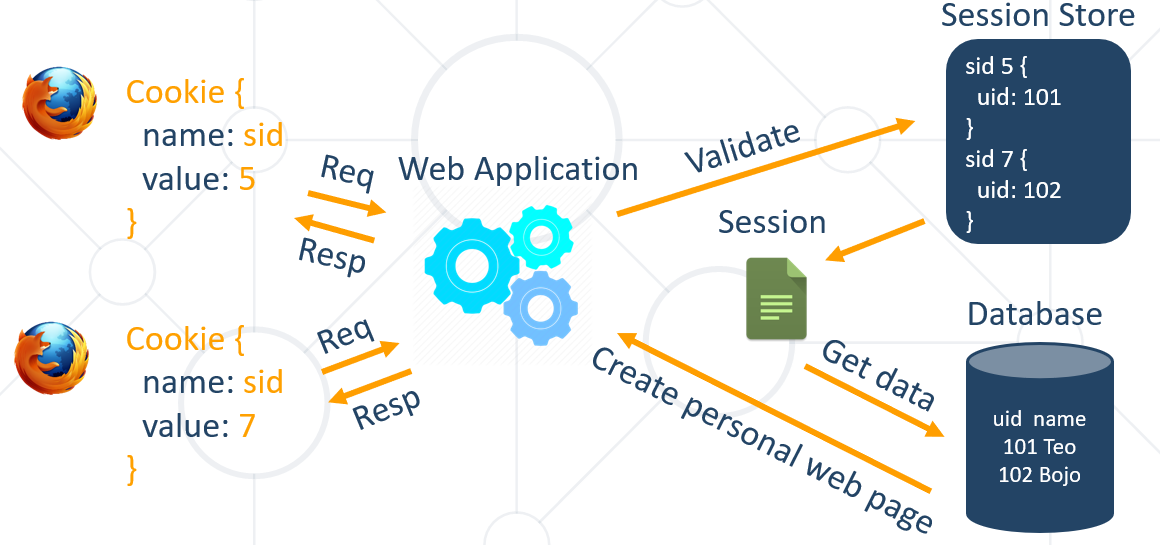 Session Store
sid 5 {
uid: 101
}
sid 7 {
uid: 102
}
Cookie {
name: sid
value: 5
}
Req
Resp
Web Application
Validate
Session
Cookie {
name: sid
value: 7
}
Req
Resp
Get data
Create personal web page
Database
uid name
101 Teo
102 Bojo